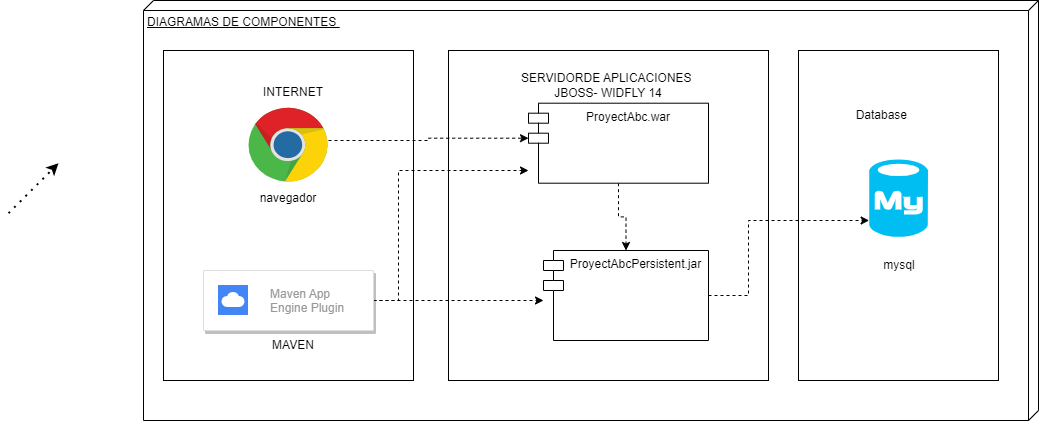 DIAGRAMAS DE COMPONENTES
INTERNET
navegador
Maven App
Engine Plugin
MAVEN
SERVIDORDE APLICACIONES
JBOSS- WIDFLY 14
ProyectAbc.war
ProyectAbcPersistent.jar
Database
My
mysql